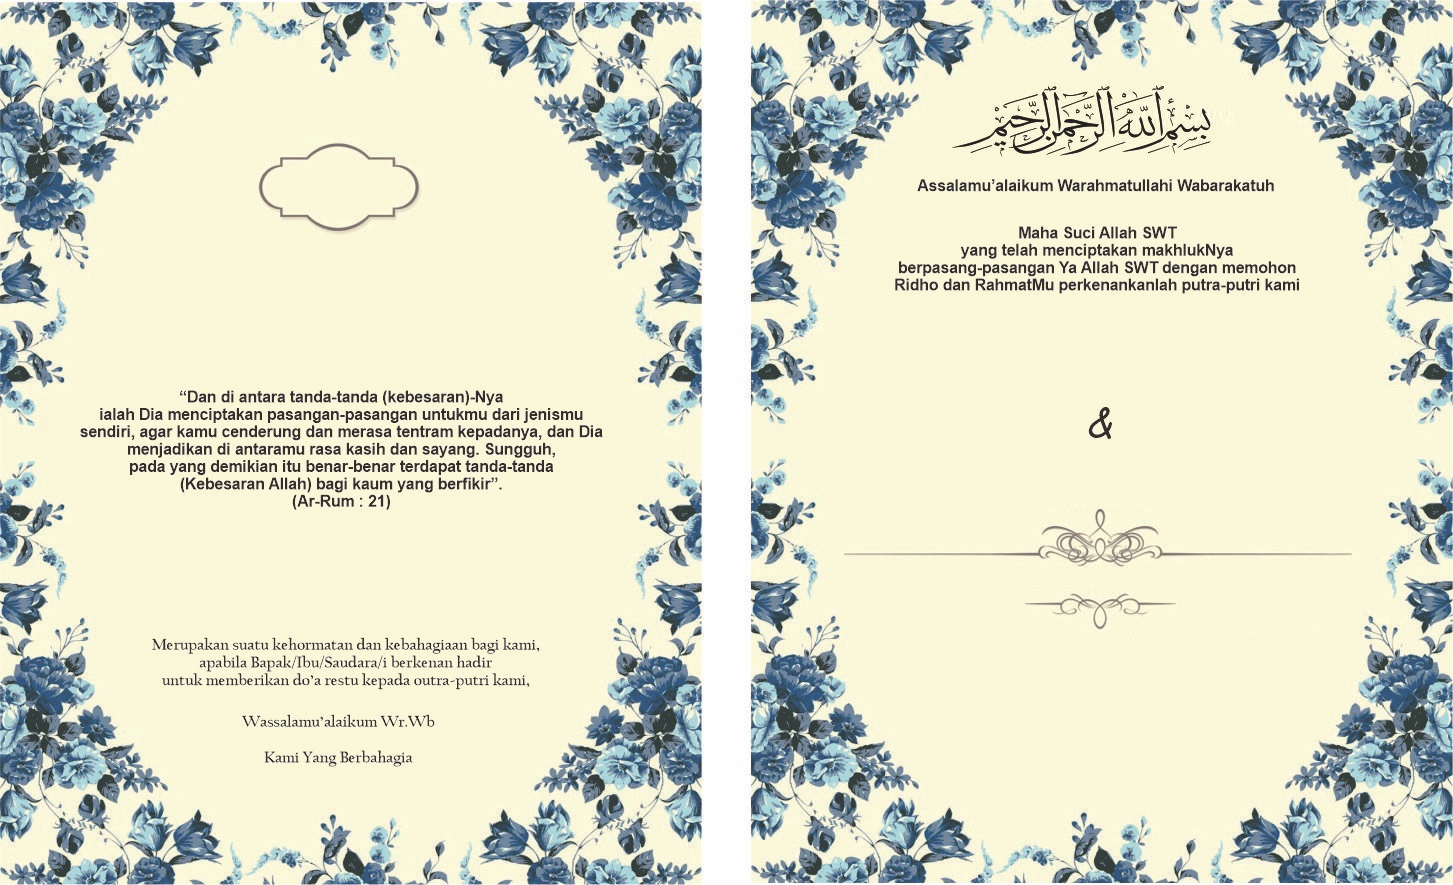 “Dan di antara tanda-tanda (kebesaran)-Nya
ialah Dia menciptakan pasangan-pasangan untukmu dari jenismu
sendiri, agar kamu cenderung dan merasa tentram kepadanya, dan Dia
menjadikan di antaramu rasa kasih dan sayang. Sungguh,
pada yang demikian itu benar-benar terdapat tanda-tanda
(Kebesaran Allah) bagi kaum yang berfikir”.
(Ar-Rum : 21)
Merupakan suatu kehormatan dan kebahagiaan bagi kami,
apabila Bapak/Ibu/Saudara/i berkenan hadir
untuk memberikan do’a restu kepada outra-putri kami,
Wassalamu’alaikum Wr.Wb
Kami Yang Berbahagia
بِسْمِ اللَّهِ الرَّحْمَنِ الرَّحِيمِ
Assalamu’alaikum Warahmatullahi Wabarakatuh
Maha Suci Allah SWT
yang telah menciptakan makhlukNya
berpasang-pasangan Ya Allah SWT dengan memohon
Ridho dan RahmatMu perkenankanlah putra-putri kami
&